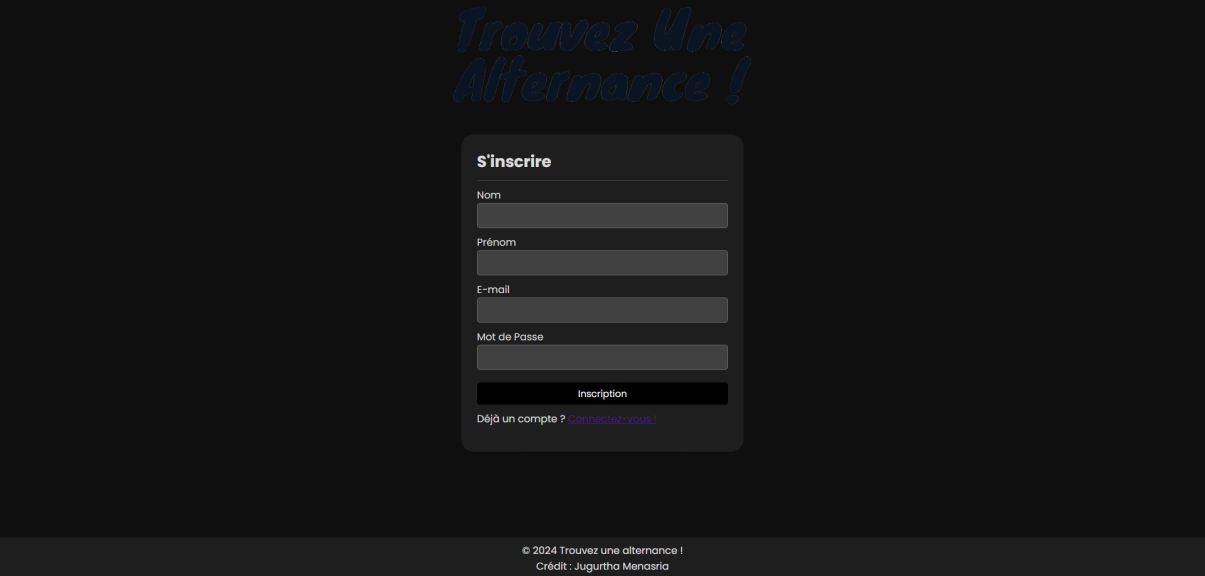 Trouvez Une
Alternance !
S'inscrire
Nom
Prénom
E-mail
Mot de Passe
Inscription
Déjà un compte ? Connectez-vous !
© 2024 Trouvez une alternance !
Crédit : Jugurtha Menasria